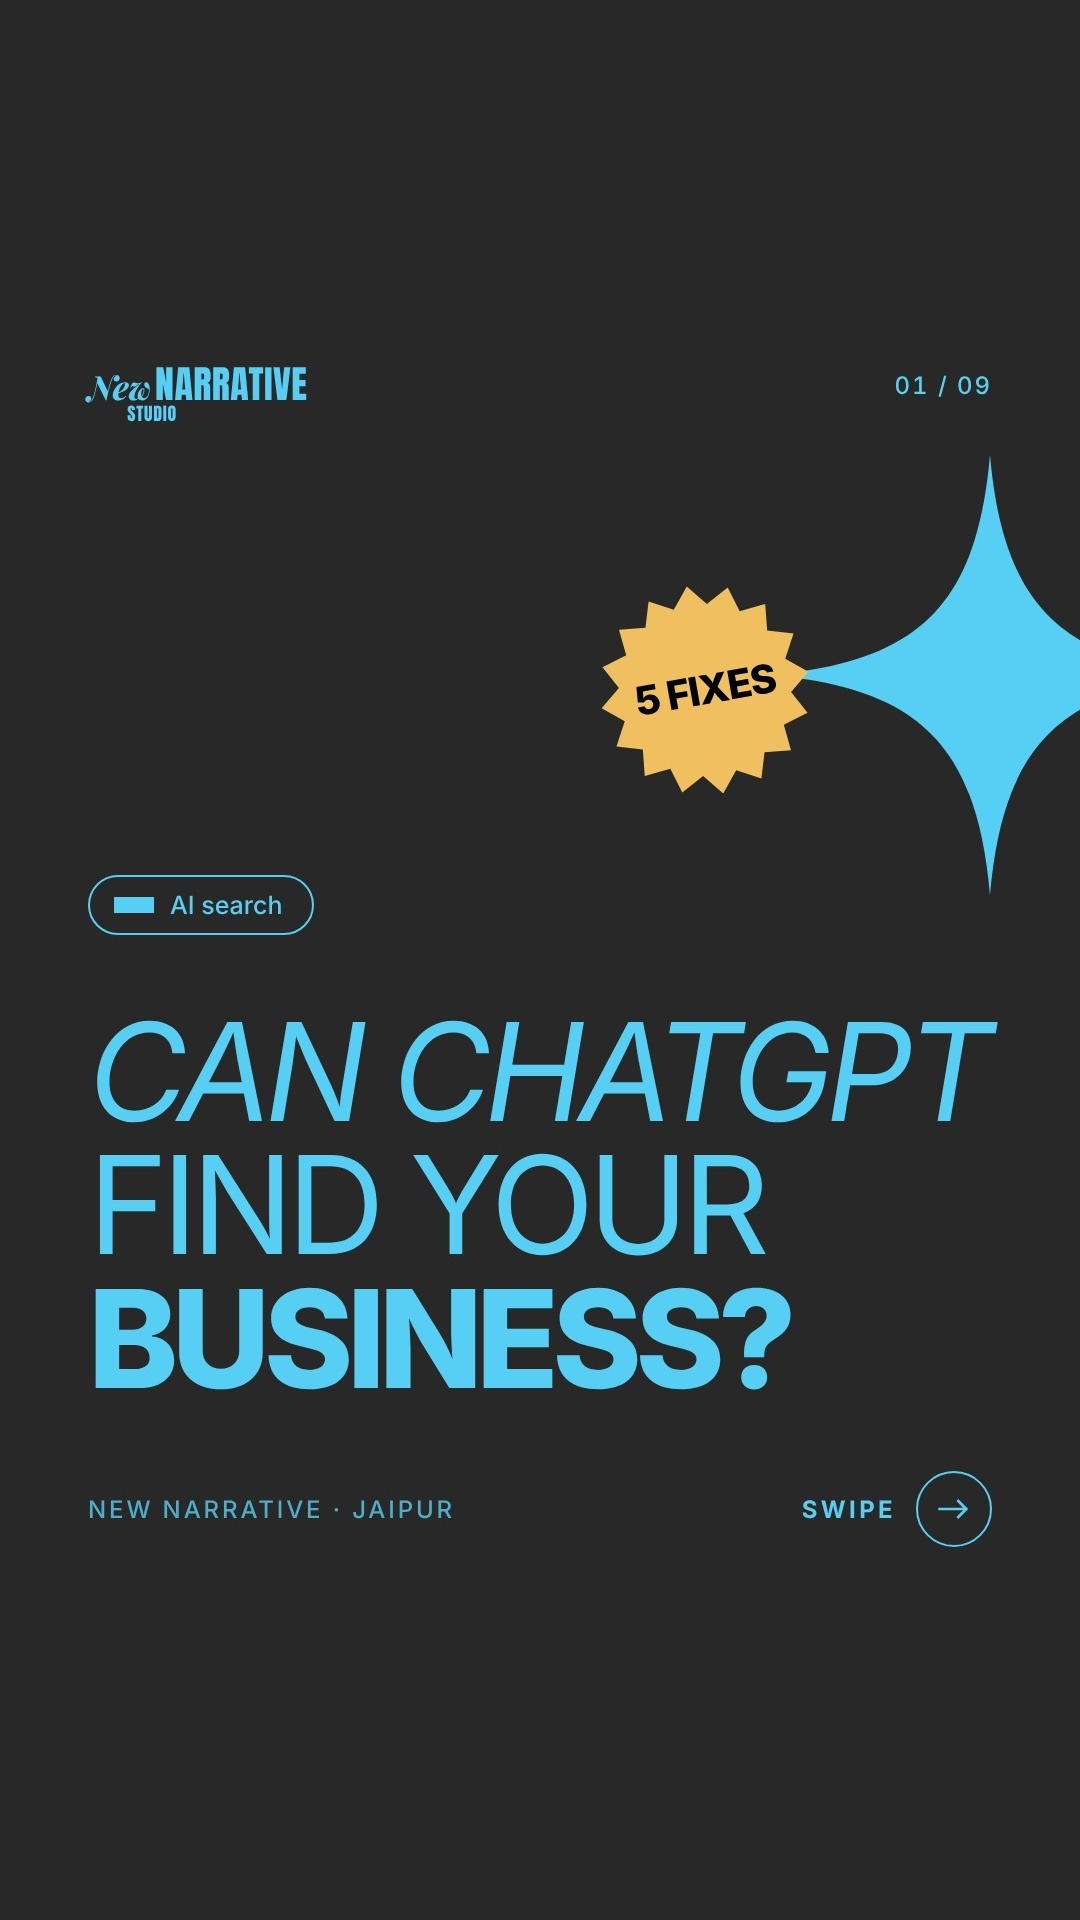 New NARRATIVE
STUDIO
01 / 09
5 FIXES
AI search
CAN CHATGPT
FIND YOUR
BUSINESS?
NEW NARRATIVE · JAIPUR
SWIPE →